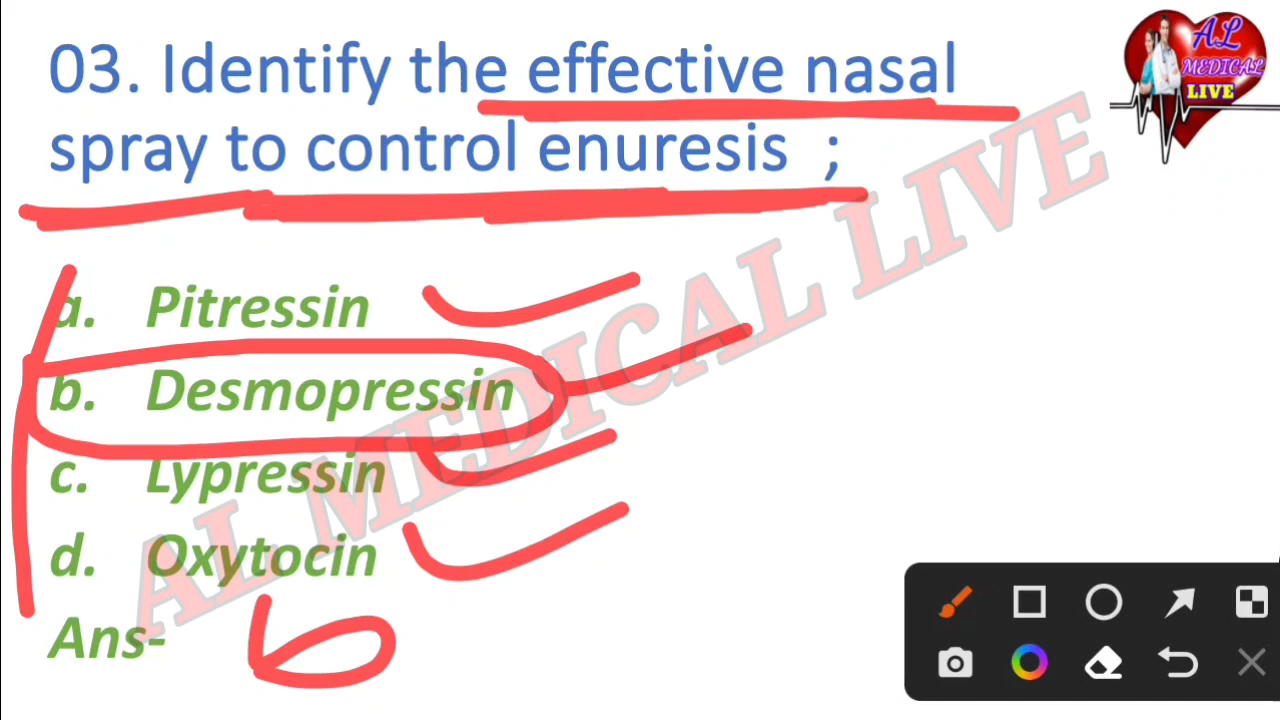 03. Identify the effective nasal
spray to control enuresis ;
a. Pitressin
b. Desmopressin
c. Lypressin
d. Oxytocin
Ans- b
AL MEDICAL LIVE
AL
MEDICAL
LIVE